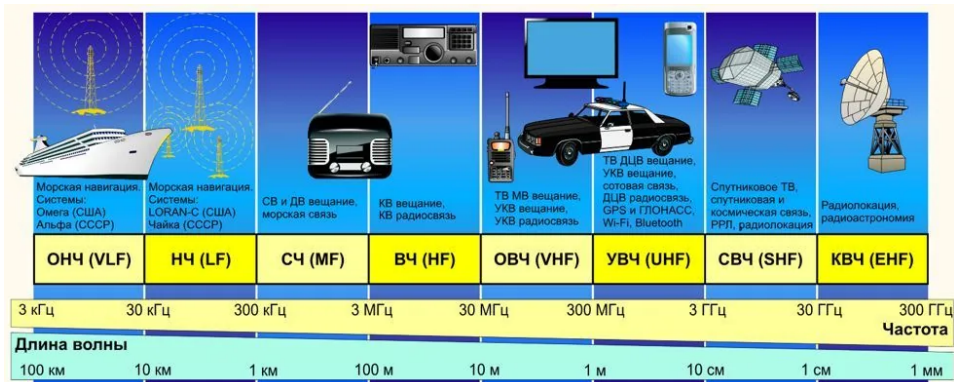 Морская навигация.
Системы:
Омега (США)
Альфа (СССР)
Морская навигация.
Системы:
LORAN-C (США)
Чайка (СССР)
СВ и ДВ вещание,
морская связь
КВ вещание,
КВ радиосвязь
ТВ МВ вещание,
УКВ вещание,
УКВ радиосвязь
ТВ ДЦВ вещание,
УКВ вещание,
сотовая связь,
ДЦВ радиосвязь,
GPS и ГЛОНАСС,
Wi-Fi, Bluetooth
Спутниковое ТВ,
спутниковая и
космическая связь,
РРЛ, радиолокация
Радиолокация,
радиоастрономия
ОНЧ (VLF) НЧ (LF) СЧ (MF) ВЧ (HF) ОВЧ (VHF) УВЧ (UHF) СВЧ (SHF) КВЧ (EHF)
3 кГц 30 кГц 300 кГц 3 МГц 30 МГц 300 МГц 3 ГГц 30 ГГц 300 ГГц
Частота
Длина волны
100 км 10 км 1 км 100 м 10 м 1 м 10 см 1 см 1 мм